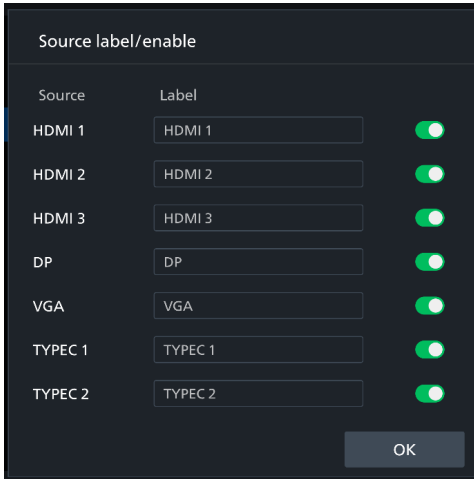 Source label/enable
Source Label
HDMI 1 HDMI 1
HDMI 2 HDMI 2
HDMI 3 HDMI 3
DP DP
VGA VGA
TYPEC 1 TYPEC 1
TYPEC 2 TYPEC 2
OK